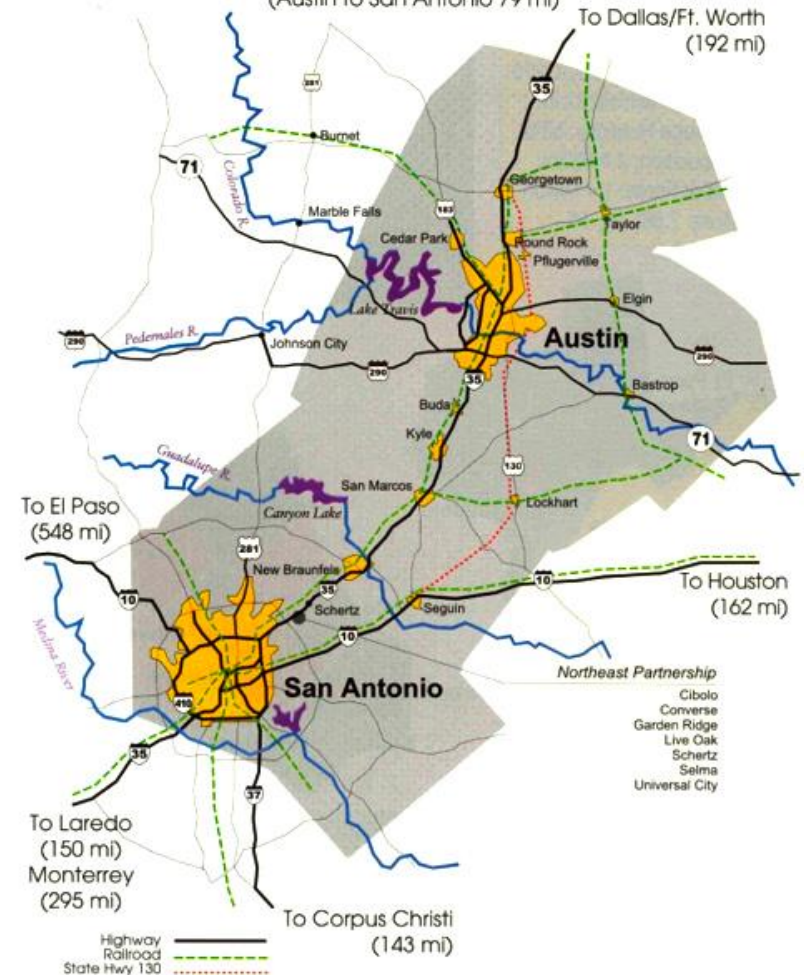 (Austin to San Antonio 79 mi)
To Dallas/Ft. Worth
(192 mi)
35
281
Burnet
71
Colorado R.
Georgetown
183
Marble Falls
Taylor
Cedar Park
Round Rock
Pflugerville
Lake Travis
Elgin
Pedernales R.
290
Johnson City
Austin
290
290
35
Bastrop
Buda
Kyle
71
Guadalupe R.
130
San Marcos
To El Paso
(548 mi)
Canyon Lake
Lockhart
281
New Braunfels
10
To Houston
(162 mi)
10
35
Schertz
Seguin
10
Medina River
Northeast Partnership
San Antonio
Cibolo
Converse
Garden Ridge
Live Oak
Schertz
Selma
Universal City
410
35
37
To Laredo
(150 mi)
Monterrey
(295 mi)
To Corpus Christi
(143 mi)
Highway
Railroad
State Hwy 130